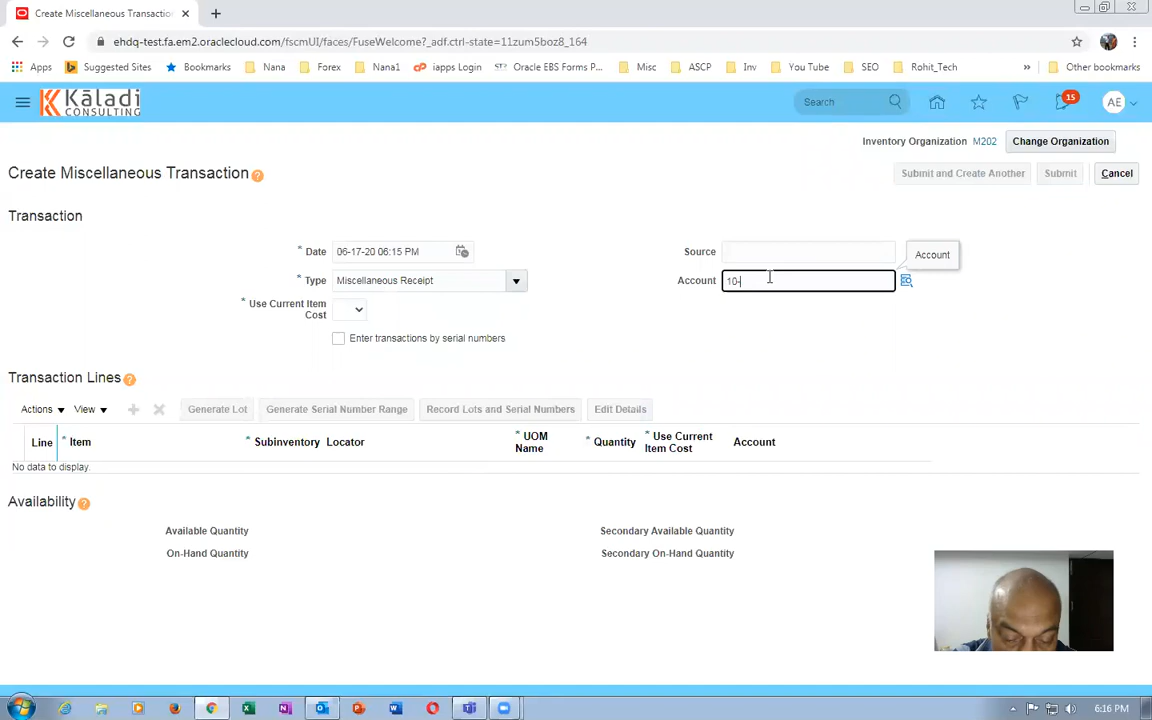 Create Miscellaneous Transaction
ehdq-test.fa.em2.oraclecloud.com/fscmUI/faces/FuseWelcome?_adf.ctrl-state=11zum5boz8_164
Apps Suggested Sites Bookmarks Nana Forex Nana1 iapps Login Oracle EBS Forms P... Misc ASCP Inv You Tube SEO Rohit_Tech » Other bookmarks
Kāladi
CONSULTING
Search
15
AE
Inventory Organization M202 Change Organization
Create Miscellaneous Transaction
Submit and Create Another Submit Cancel
Transaction
* Date 06-17-20 06:15 PM
Source
Account
* Type Miscellaneous Receipt
Account 10-
* Use Current Item
Cost
Enter transactions by serial numbers
Transaction Lines
Actions View Generate Lot Generate Serial Number Range Record Lots and Serial Numbers Edit Details
Line * Item * Subinventory Locator * UOM Name * Quantity * Use Current Item Cost Account
No data to display.
Availability
Available Quantity Secondary Available Quantity
On-Hand Quantity Secondary On-Hand Quantity
6:16 PM